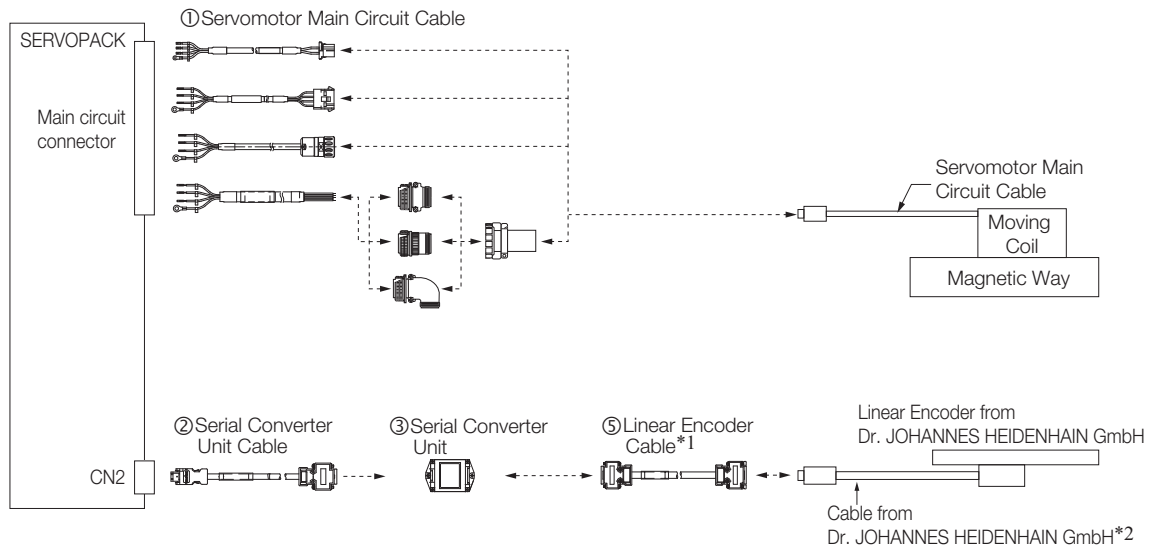 ①Servomotor Main Circuit Cable
SERVOPACK
Main circuit
connector
Servomotor Main
Circuit Cable
Moving
Coil
Magnetic Way
②Serial Converter
Unit Cable
③Serial Converter
Unit
⑤Linear Encoder
Cable*1
Linear Encoder from
Dr. JOHANNES HEIDENHAIN GmbH
CN2
Cable from
Dr. JOHANNES HEIDENHAIN GmbH*2